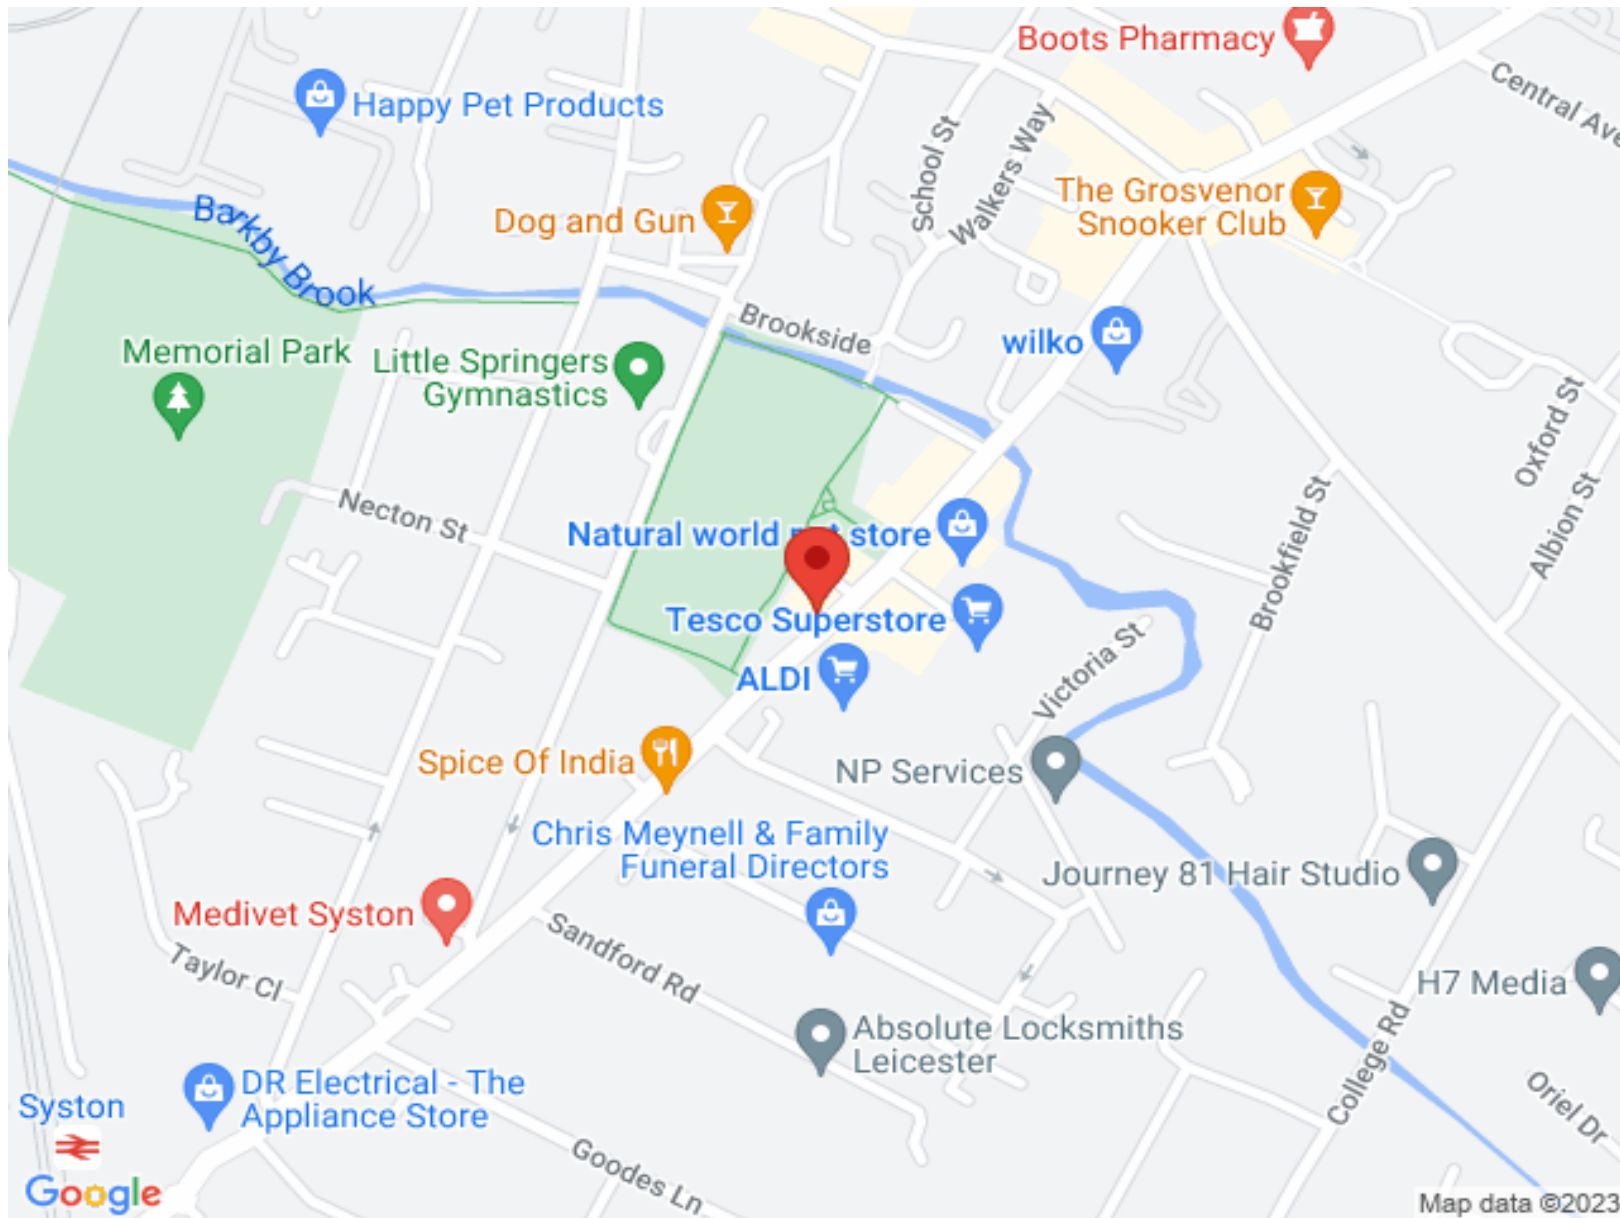 Boots Pharmacy
Central Ave
Happy Pet Products
School St
Walkers Way
The Grosvenor
Snooker Club
Barkby Brook
Dog and Gun
Brookside
wilko
Memorial Park
Little Springers
Gymnastics
Oxford St
Albion St
Necton St
Natural world pet store
Brookfield St
Tesco Superstore
ALDI
Victoria St
Spice Of India
NP Services
Chris Meynell & Family
Funeral Directors
Journey 81 Hair Studio
Medivet Syston
Sandford Rd
Taylor Cl
H7 Media
Absolute Locksmiths
Leicester
College Rd
DR Electrical - The
Appliance Store
Syston
Oriel Dr
Goodes Ln
Google
Map data ©2023